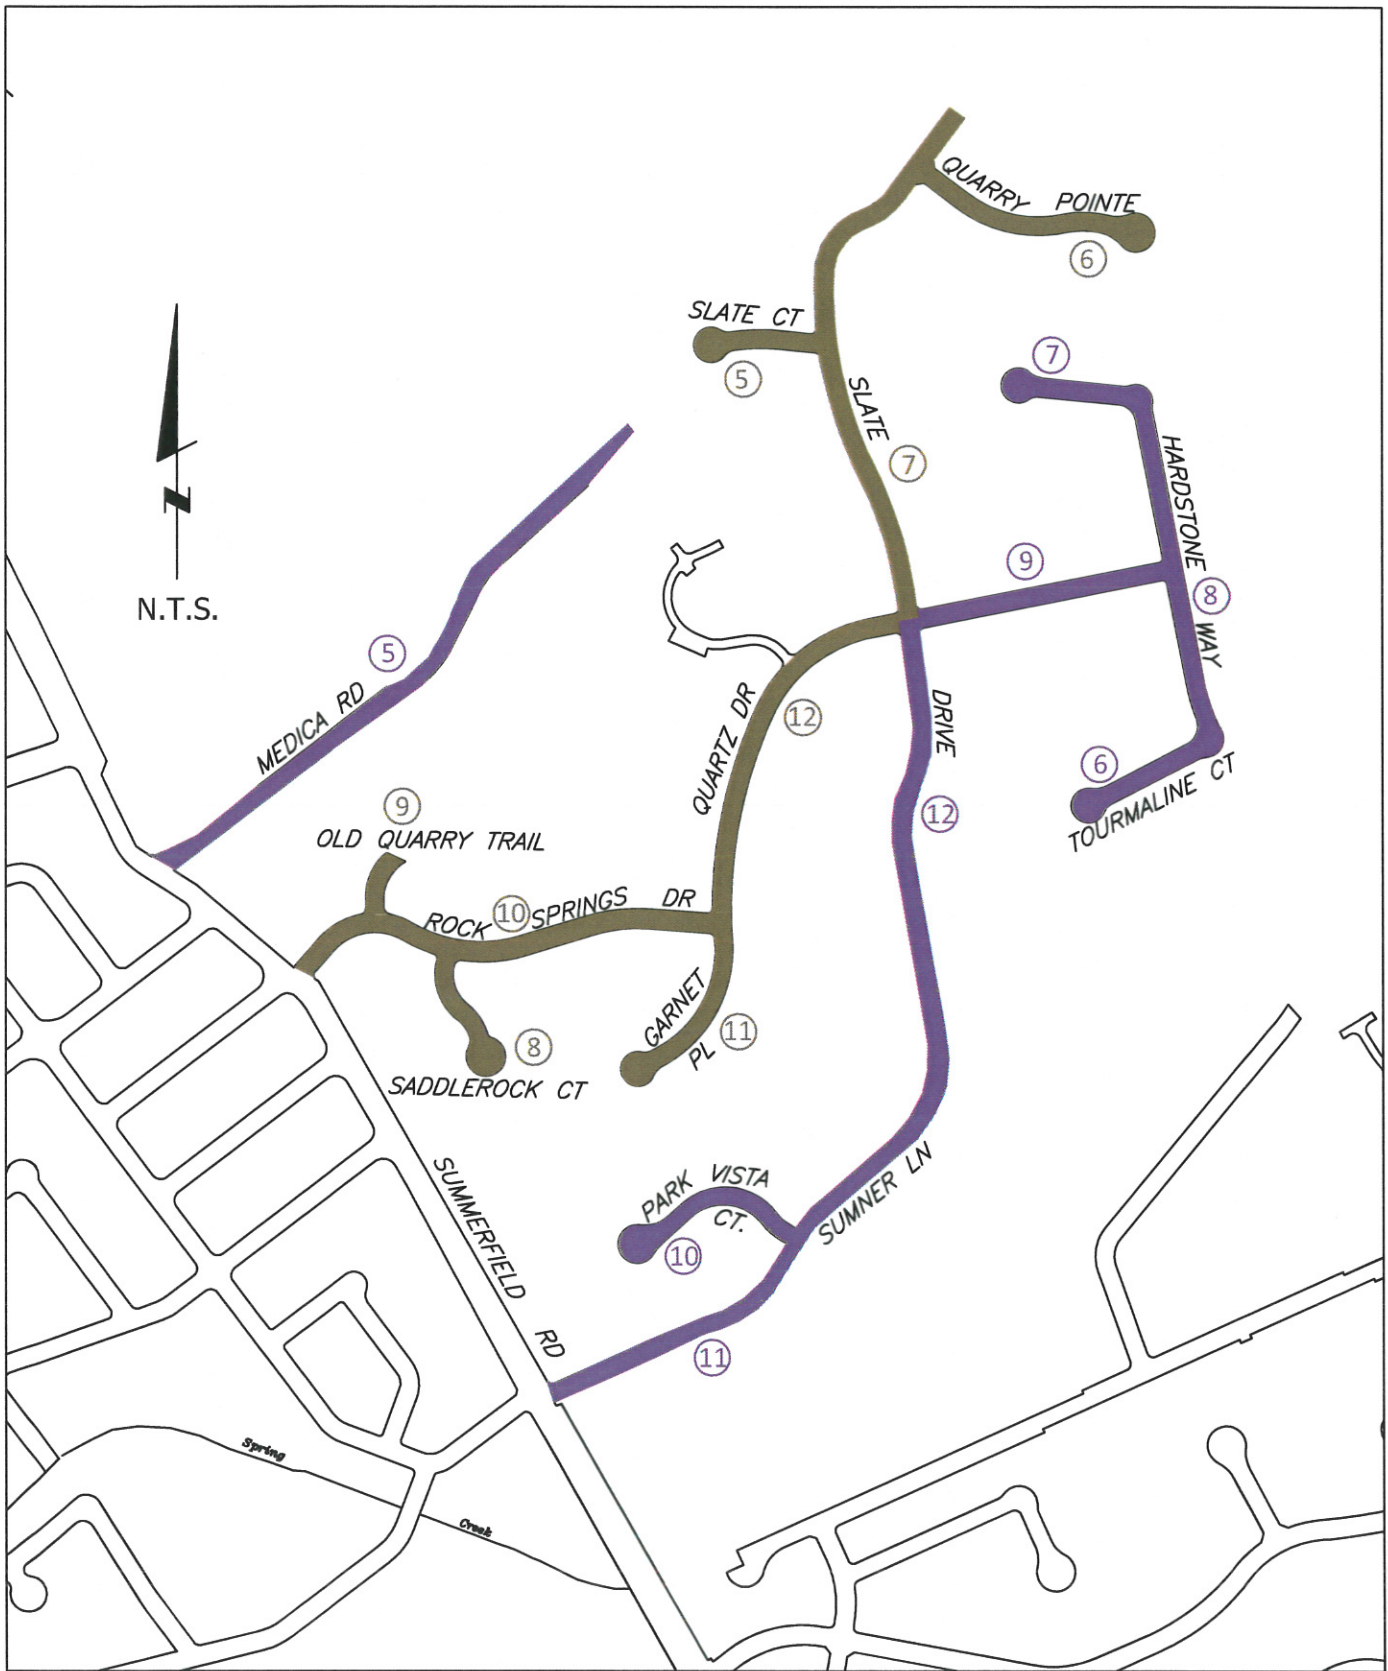 QUARRY POINTE
6
SLATE CT
5
7
SLATE
7
HARDSTONE
9
8
WAY
N.T.S.
5
MEDICA RD
DRIVE
QUARTZ DR
12
6
TOURMALINE CT
12
9
OLD QUARRY TRAIL
ROCK 10 SPRINGS DR
GARNET
PL
11
8
SADDLEROCK CT
SUMMERFIELD RD
PARK VISTA
CT.
10
SUMNER LN
11
Spring
Creek
N